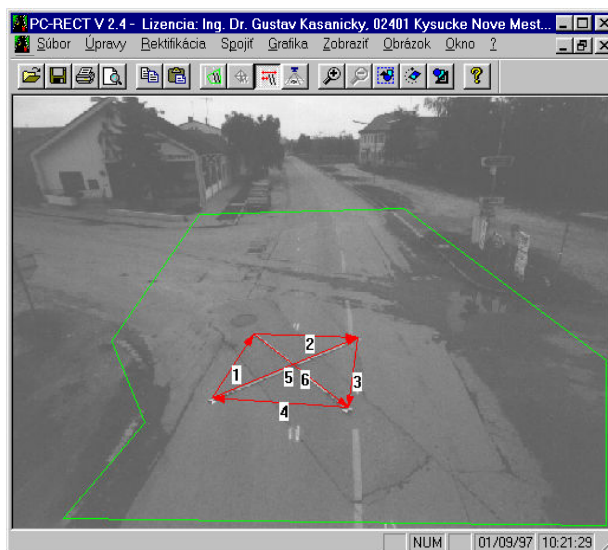 PC-RECT V 2.4 - Lizencia: Ing. Dr. Gustav Kasanicky, 02401 Kysucke Nove Mest...
Súbor Úpravy Rektifikácia Spojiť Grafika Zobraziť Obrázok Okno ?
2
1
5
6
3
4
NUM 01/09/97 10:21:29